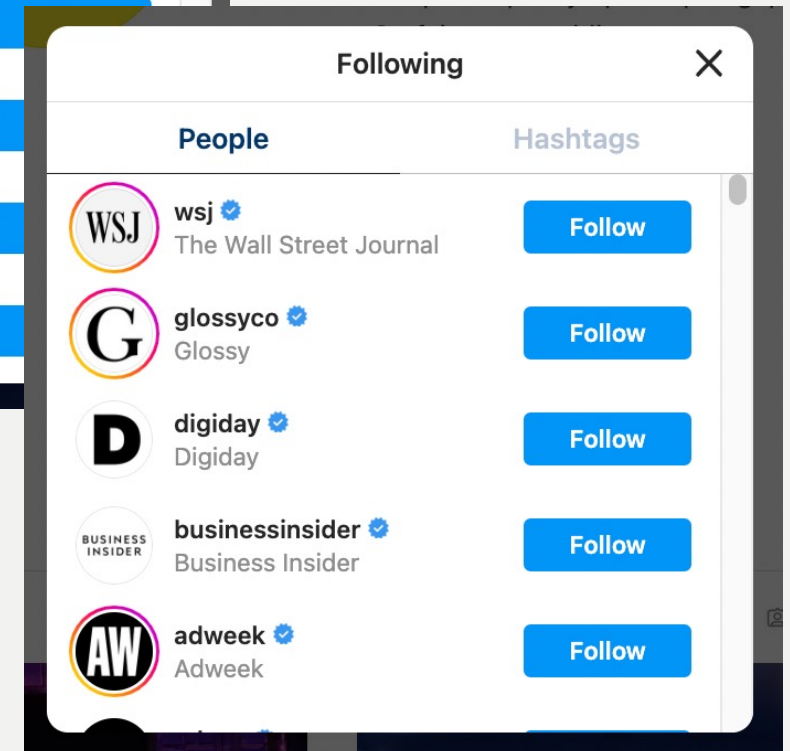 Following
People
Hashtags
WSJ
wsj
The Wall Street Journal
Follow
G
glossyco
Glossy
Follow
D
digiday
Digiday
Follow
BUSINESS
INSIDER
businessinsider
Business Insider
Follow
AW
adweek
Adweek
Follow